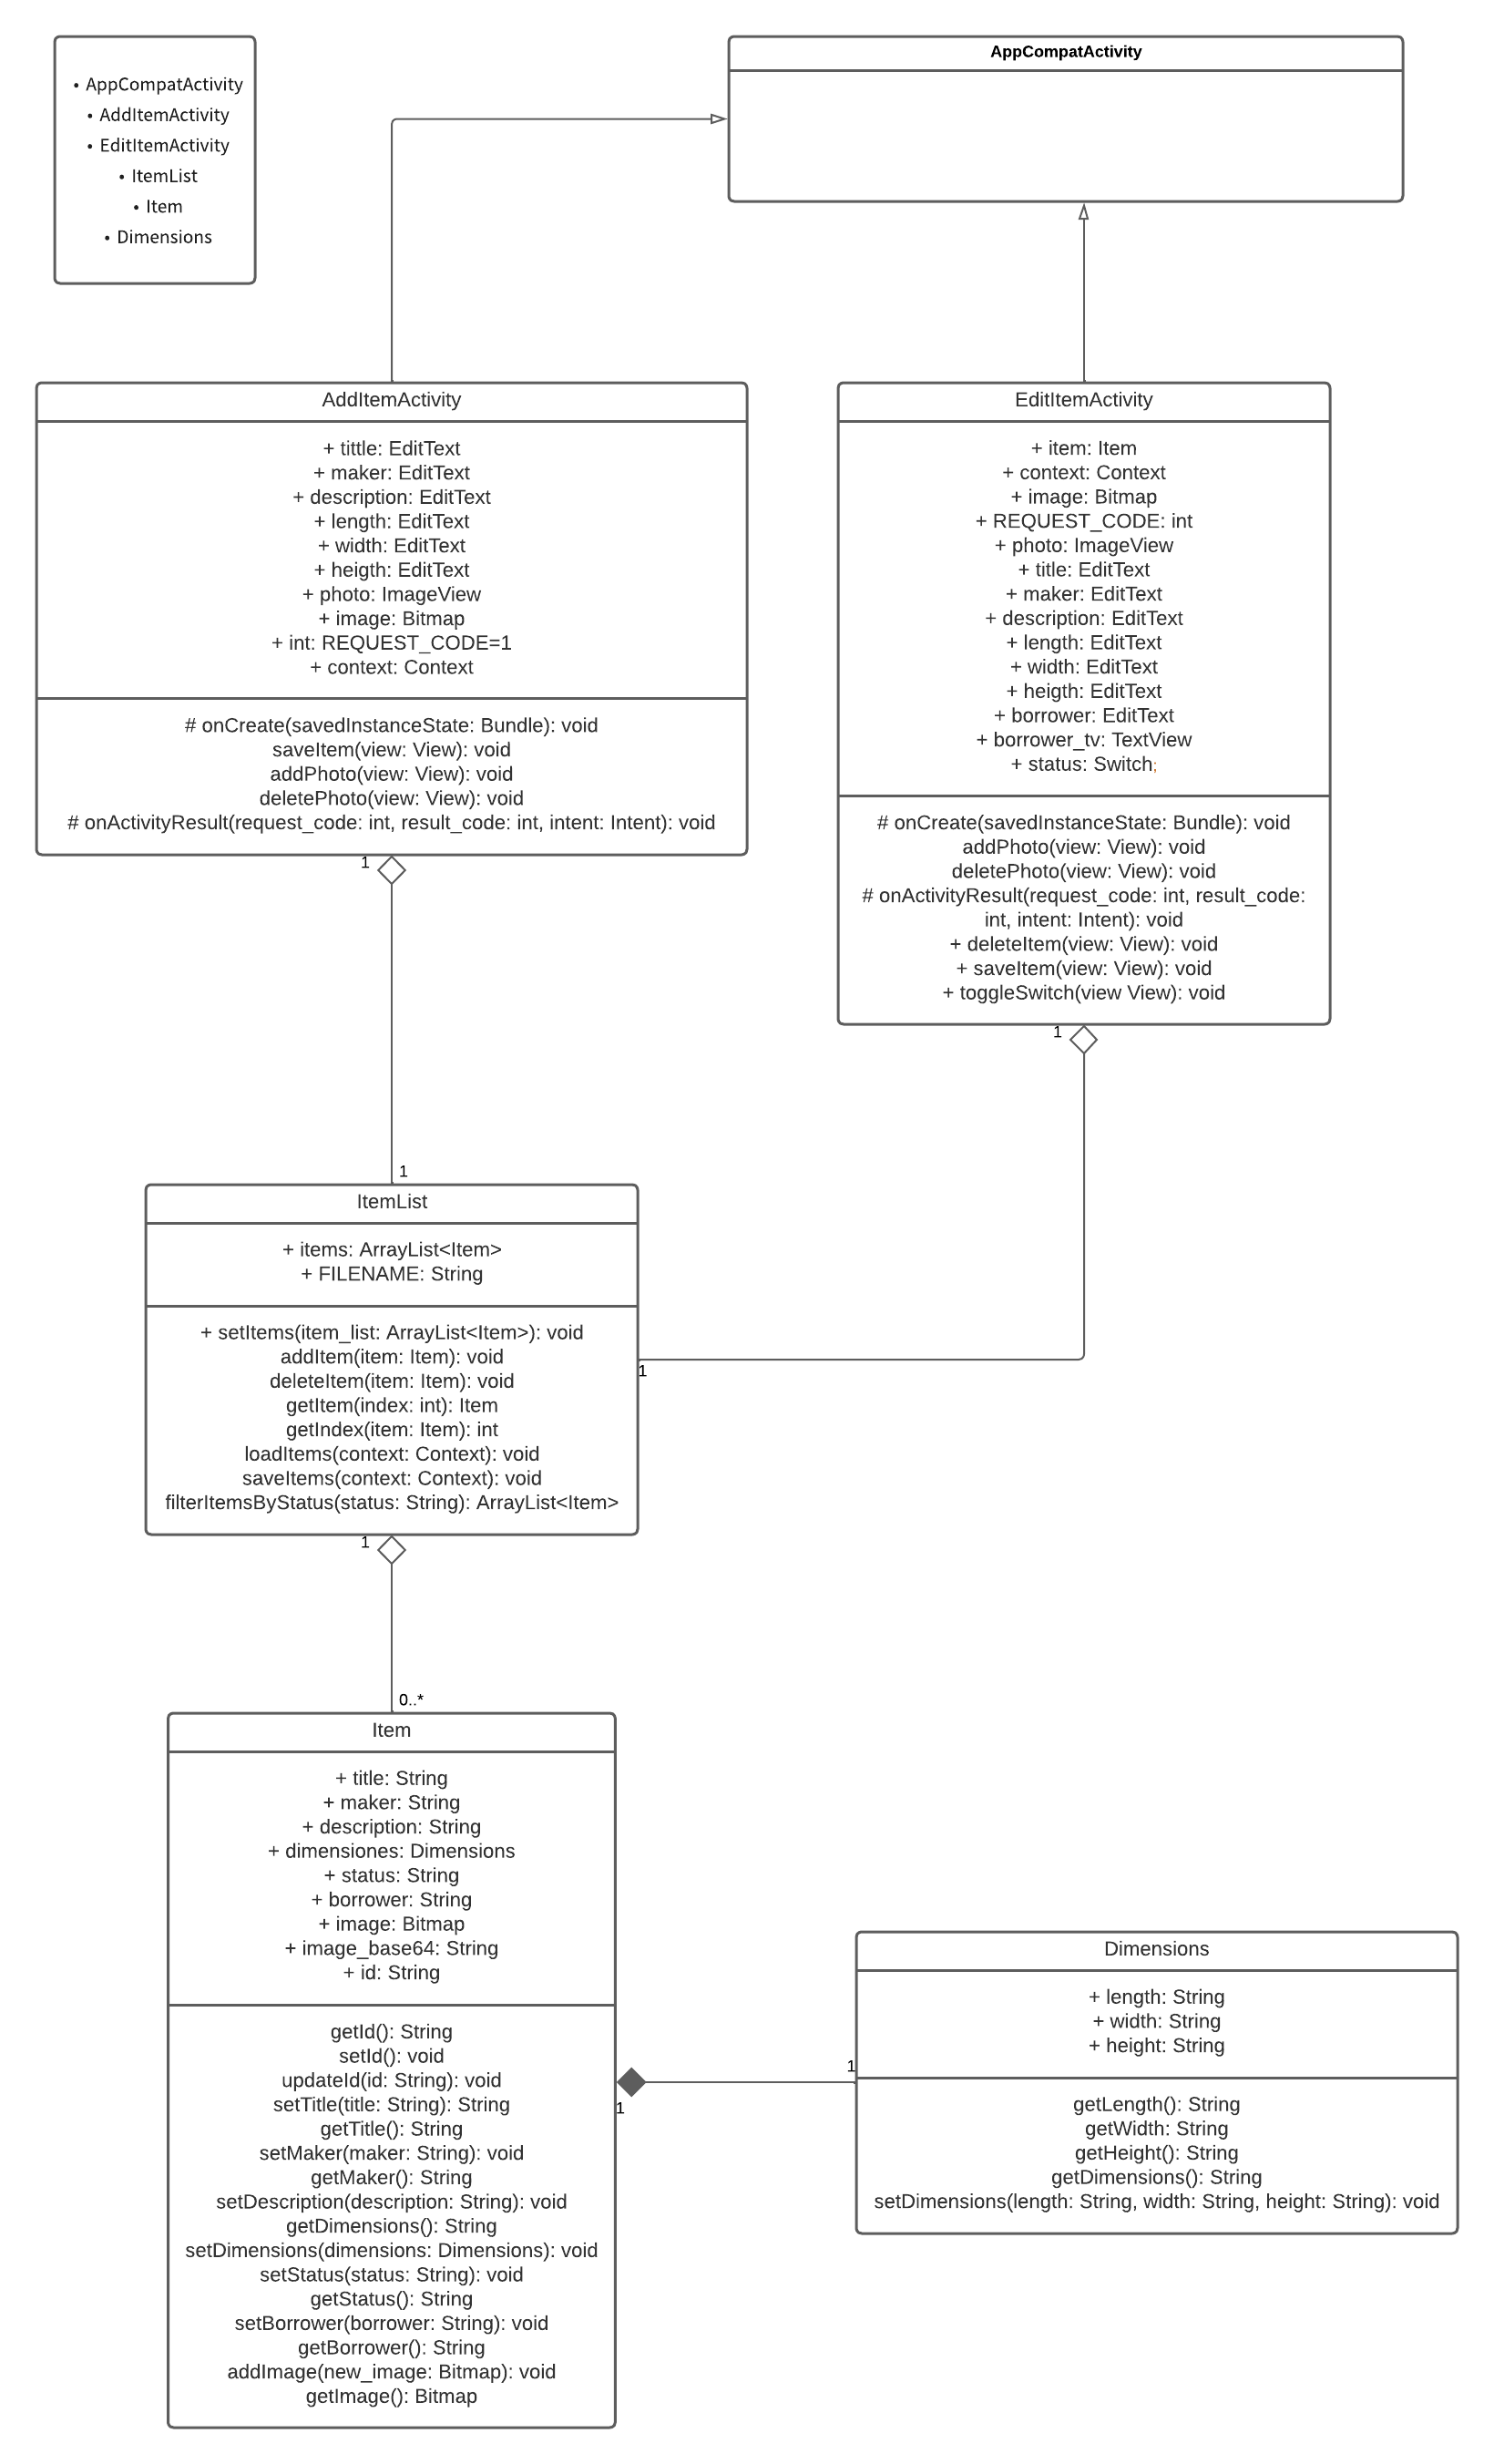 • AppCompatActivity
• AddItemActivity
• EditItemActivity
• ItemList
• Item
• Dimensions
AppCompatActivity
AddItemActivity
+ tittle: EditText
+ maker: EditText
+ description: EditText
+ length: EditText
+ width: EditText
+ heigth: EditText
+ photo: ImageView
+ image: Bitmap
+ int: REQUEST_CODE=1
+ context: Context
# onCreate(savedInstanceState: Bundle): void
saveItem(view: View): void
addPhoto(view: View): void
deletePhoto(view: View): void
# onActivityResult(request_code: int, result_code: int, intent: Intent): void
1
EditItemActivity
+ item: Item
+ context: Context
+ image: Bitmap
+ REQUEST_CODE: int
+ photo: ImageView
+ title: EditText
+ maker: EditText
+ description: EditText
+ length: EditText
+ width: EditText
+ heigth: EditText
+ borrower: EditText
+ borrower_tv: TextView
+ status: Switch;
# onCreate(savedInstanceState: Bundle): void
addPhoto(view: View): void
deletePhoto(view: View): void
# onActivityResult(request_code: int, result_code:
int, intent: Intent): void
+ deleteItem(view: View): void
+ saveItem(view: View): void
+ toggleSwitch(view View): void
1
1
ItemList
+ items: ArrayList<Item>
+ FILENAME: String
+ setItems(item_list: ArrayList<Item>): void
addItem(item: Item): void
deleteItem(item: Item): void
getItem(index: int): Item
getIndex(item: Item): int
loadItems(context: Context): void
saveItems(context: Context): void
filterItemsByStatus(status: String): ArrayList<Item>
1
1
0..*
Item
+ title: String
+ maker: String
+ description: String
+ dimensiones: Dimensions
+ status: String
+ borrower: String
+ image: Bitmap
+ image_base64: String
+ id: String
getId(): String
setId(): void
updateId(id: String): void
setTitle(title: String): String
getTitle(): String
setMaker(maker: String): void
getMaker(): String
setDescription(description: String): void
getDimensions(): String
setDimensions(dimensions: Dimensions): void
setStatus(status: String): void
getStatus(): String
setBorrower(borrower: String): void
getBorrower(): String
addImage(new_image: Bitmap): void
getImage(): Bitmap
1
1
Dimensions
+ length: String
+ width: String
+ height: String
getLength(): String
getWidth: String
getHeight(): String
getDimensions(): String
setDimensions(length: String, width: String, height: String): void